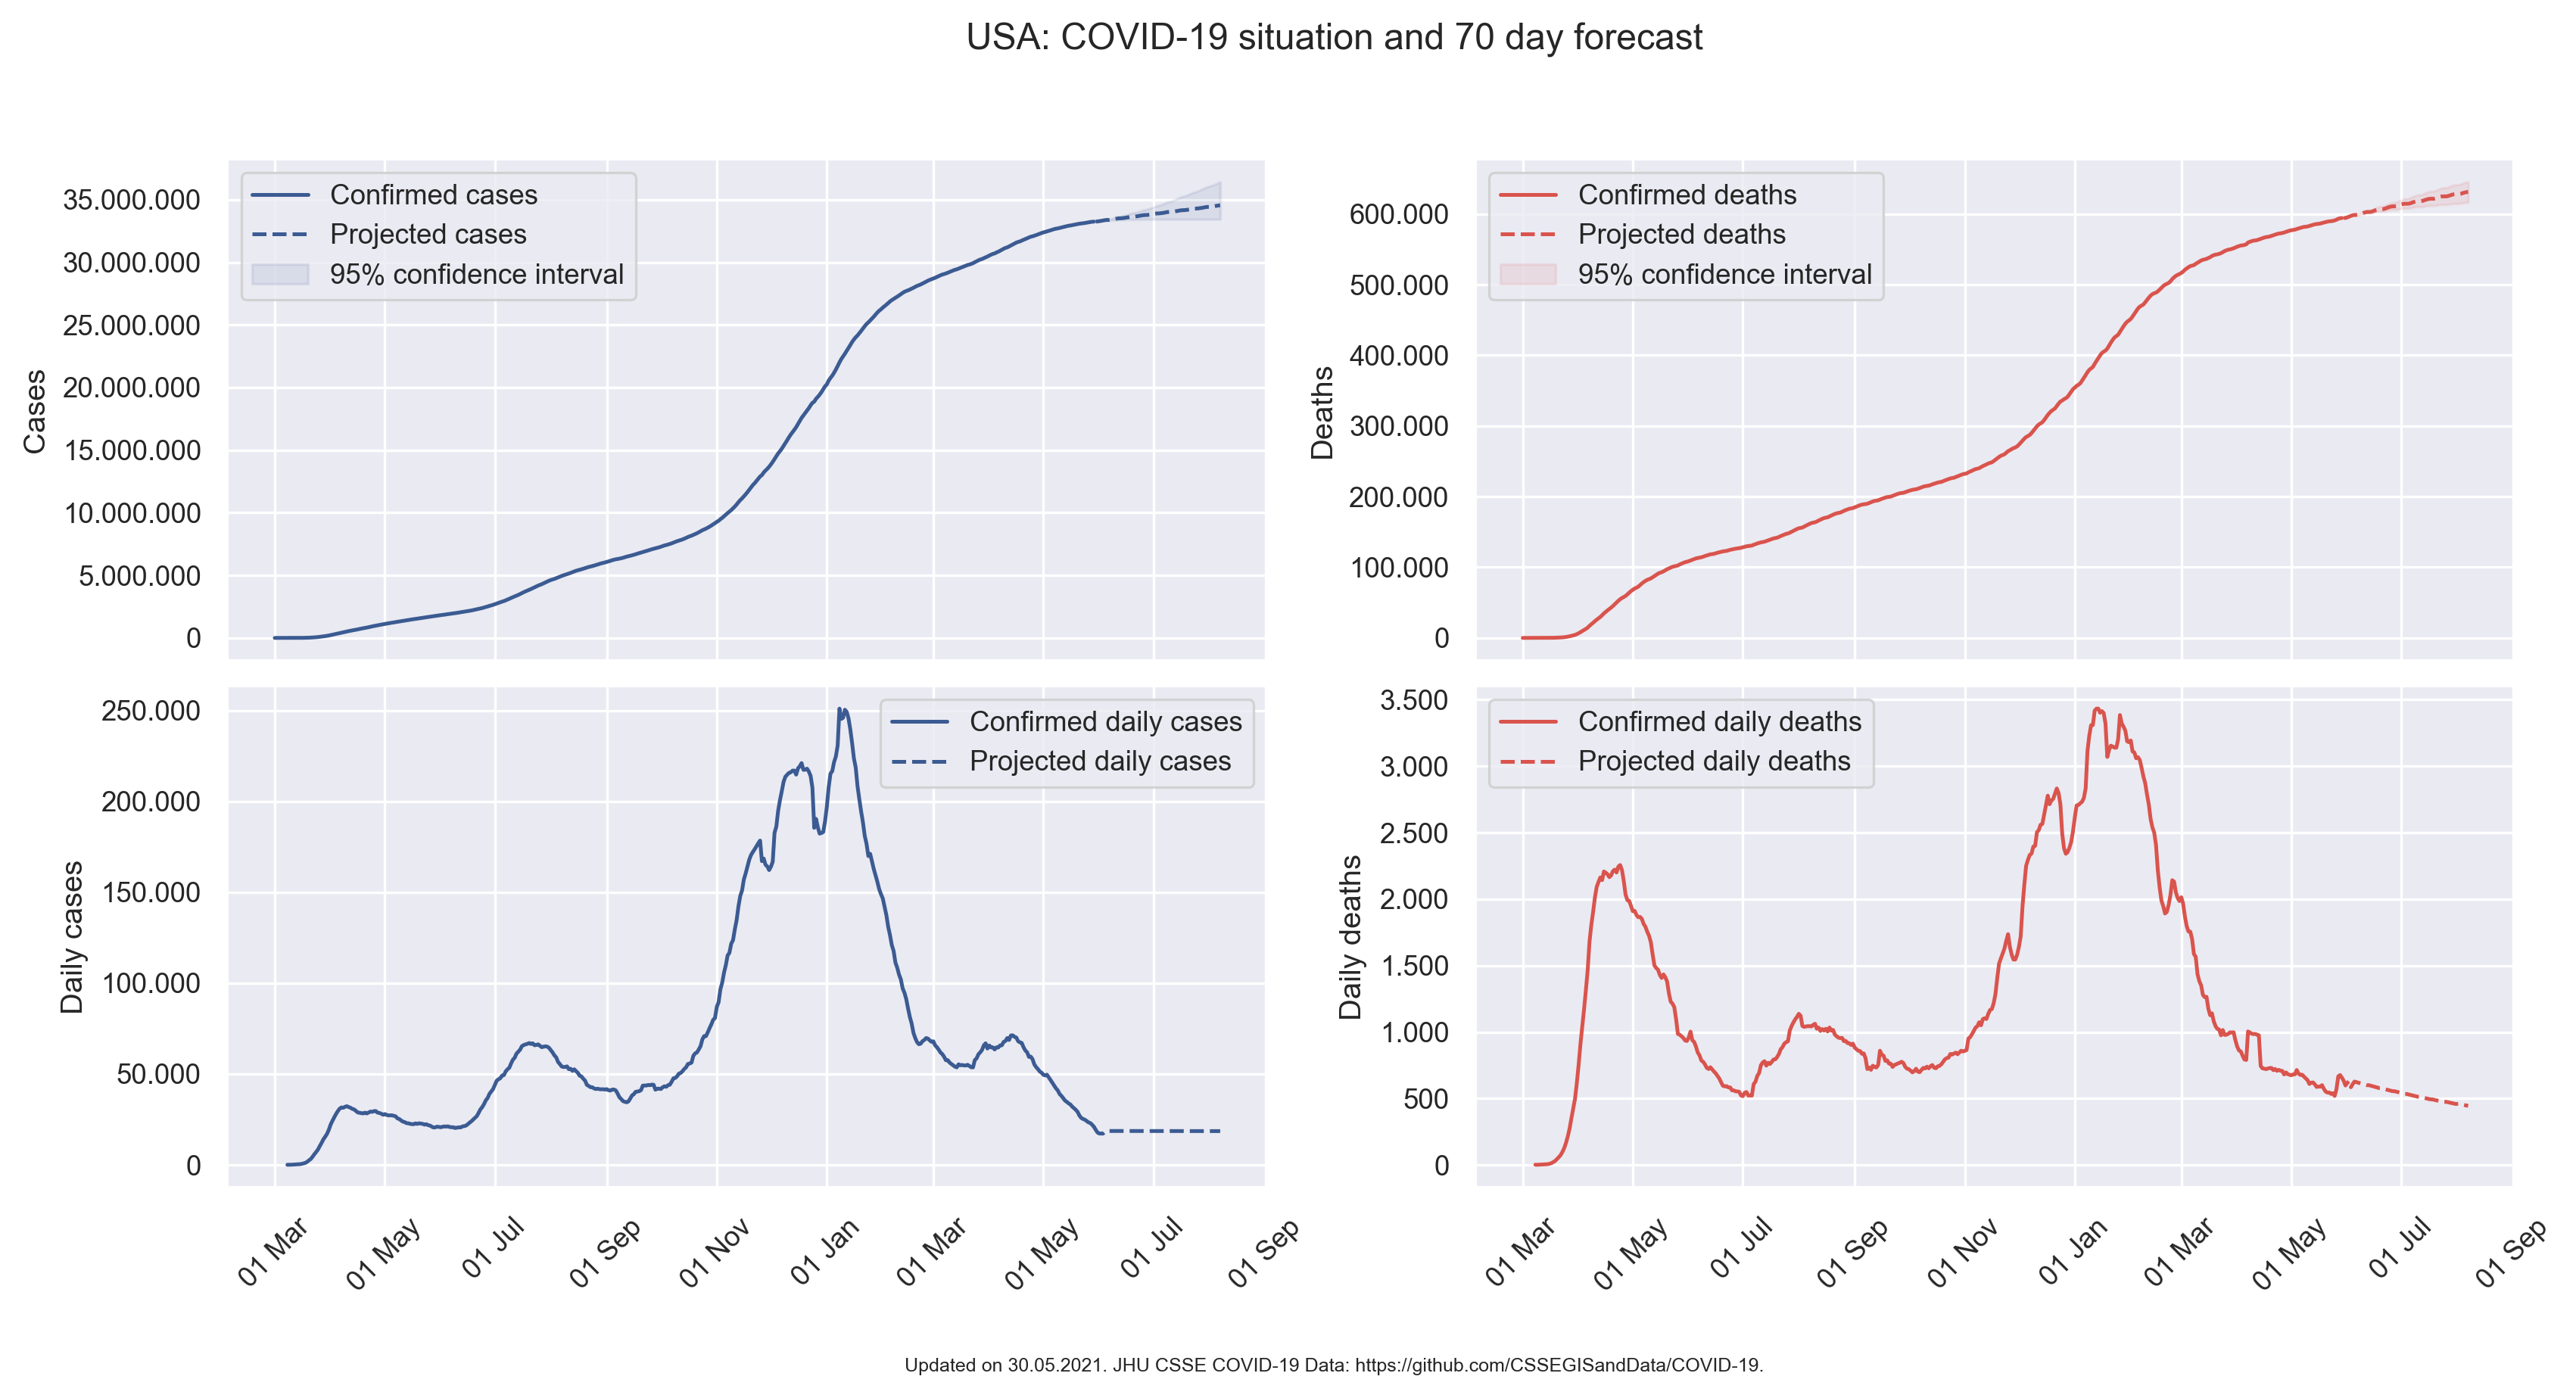 USA: COVID-19 situation and 70 day forecast
Cases
35.000.000
30.000.000
25.000.000
20.000.000
15.000.000
10.000.000
5.000.000
0
Confirmed cases
Projected cases
95% confidence interval
Deaths
600.000
500.000
400.000
300.000
200.000
100.000
0
Confirmed deaths
Projected deaths
95% confidence interval
Daily cases
250.000
200.000
150.000
100.000
50.000
0
Confirmed daily cases
Projected daily cases
01 Mar
01 May
01 Jul
01 Sep
01 Nov
01 Jan
01 Mar
01 May
01 Jul
01 Sep
Daily deaths
3.500
3.000
2.500
2.000
1.500
1.000
500
0
Confirmed daily deaths
Projected daily deaths
01 Mar
01 May
01 Jul
01 Sep
01 Nov
01 Jan
01 Mar
01 May
01 Jul
01 Sep
Updated on 30.05.2021. JHU CSSE COVID-19 Data: https://github.com/CSSEGISandData/COVID-19.